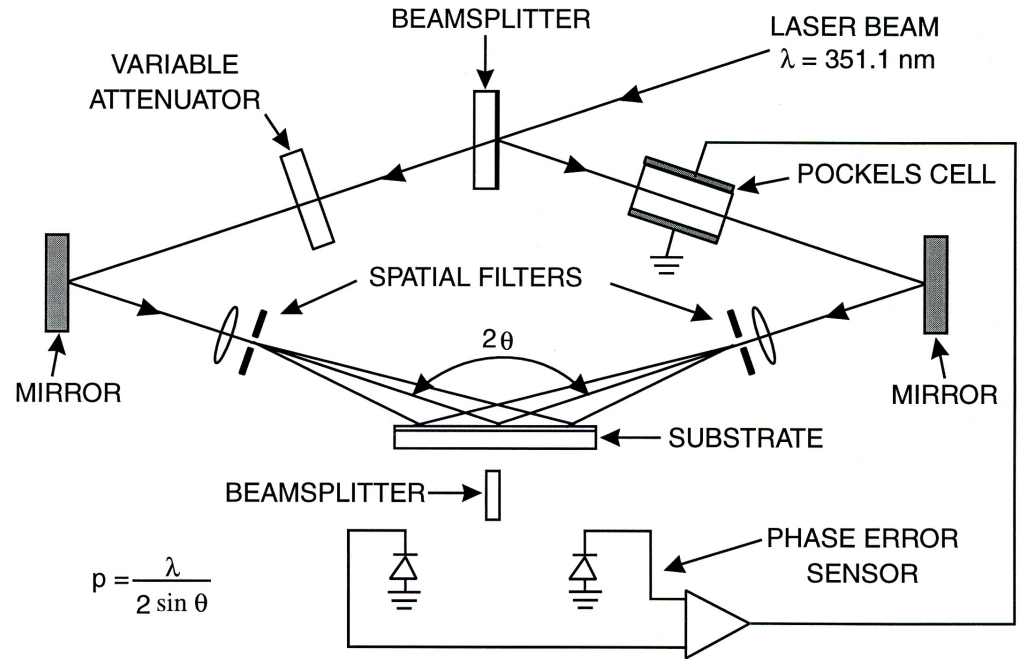 BEAMSPLITTER
LASER BEAM
λ = 351.1 nm
VARIABLE
ATTENUATOR
POCKELS CELL
SPATIAL FILTERS
2θ
MIRROR
MIRROR
SUBSTRATE
BEAMSPLITTER
PHASE ERROR
SENSOR
p = λ / 2 sin θ